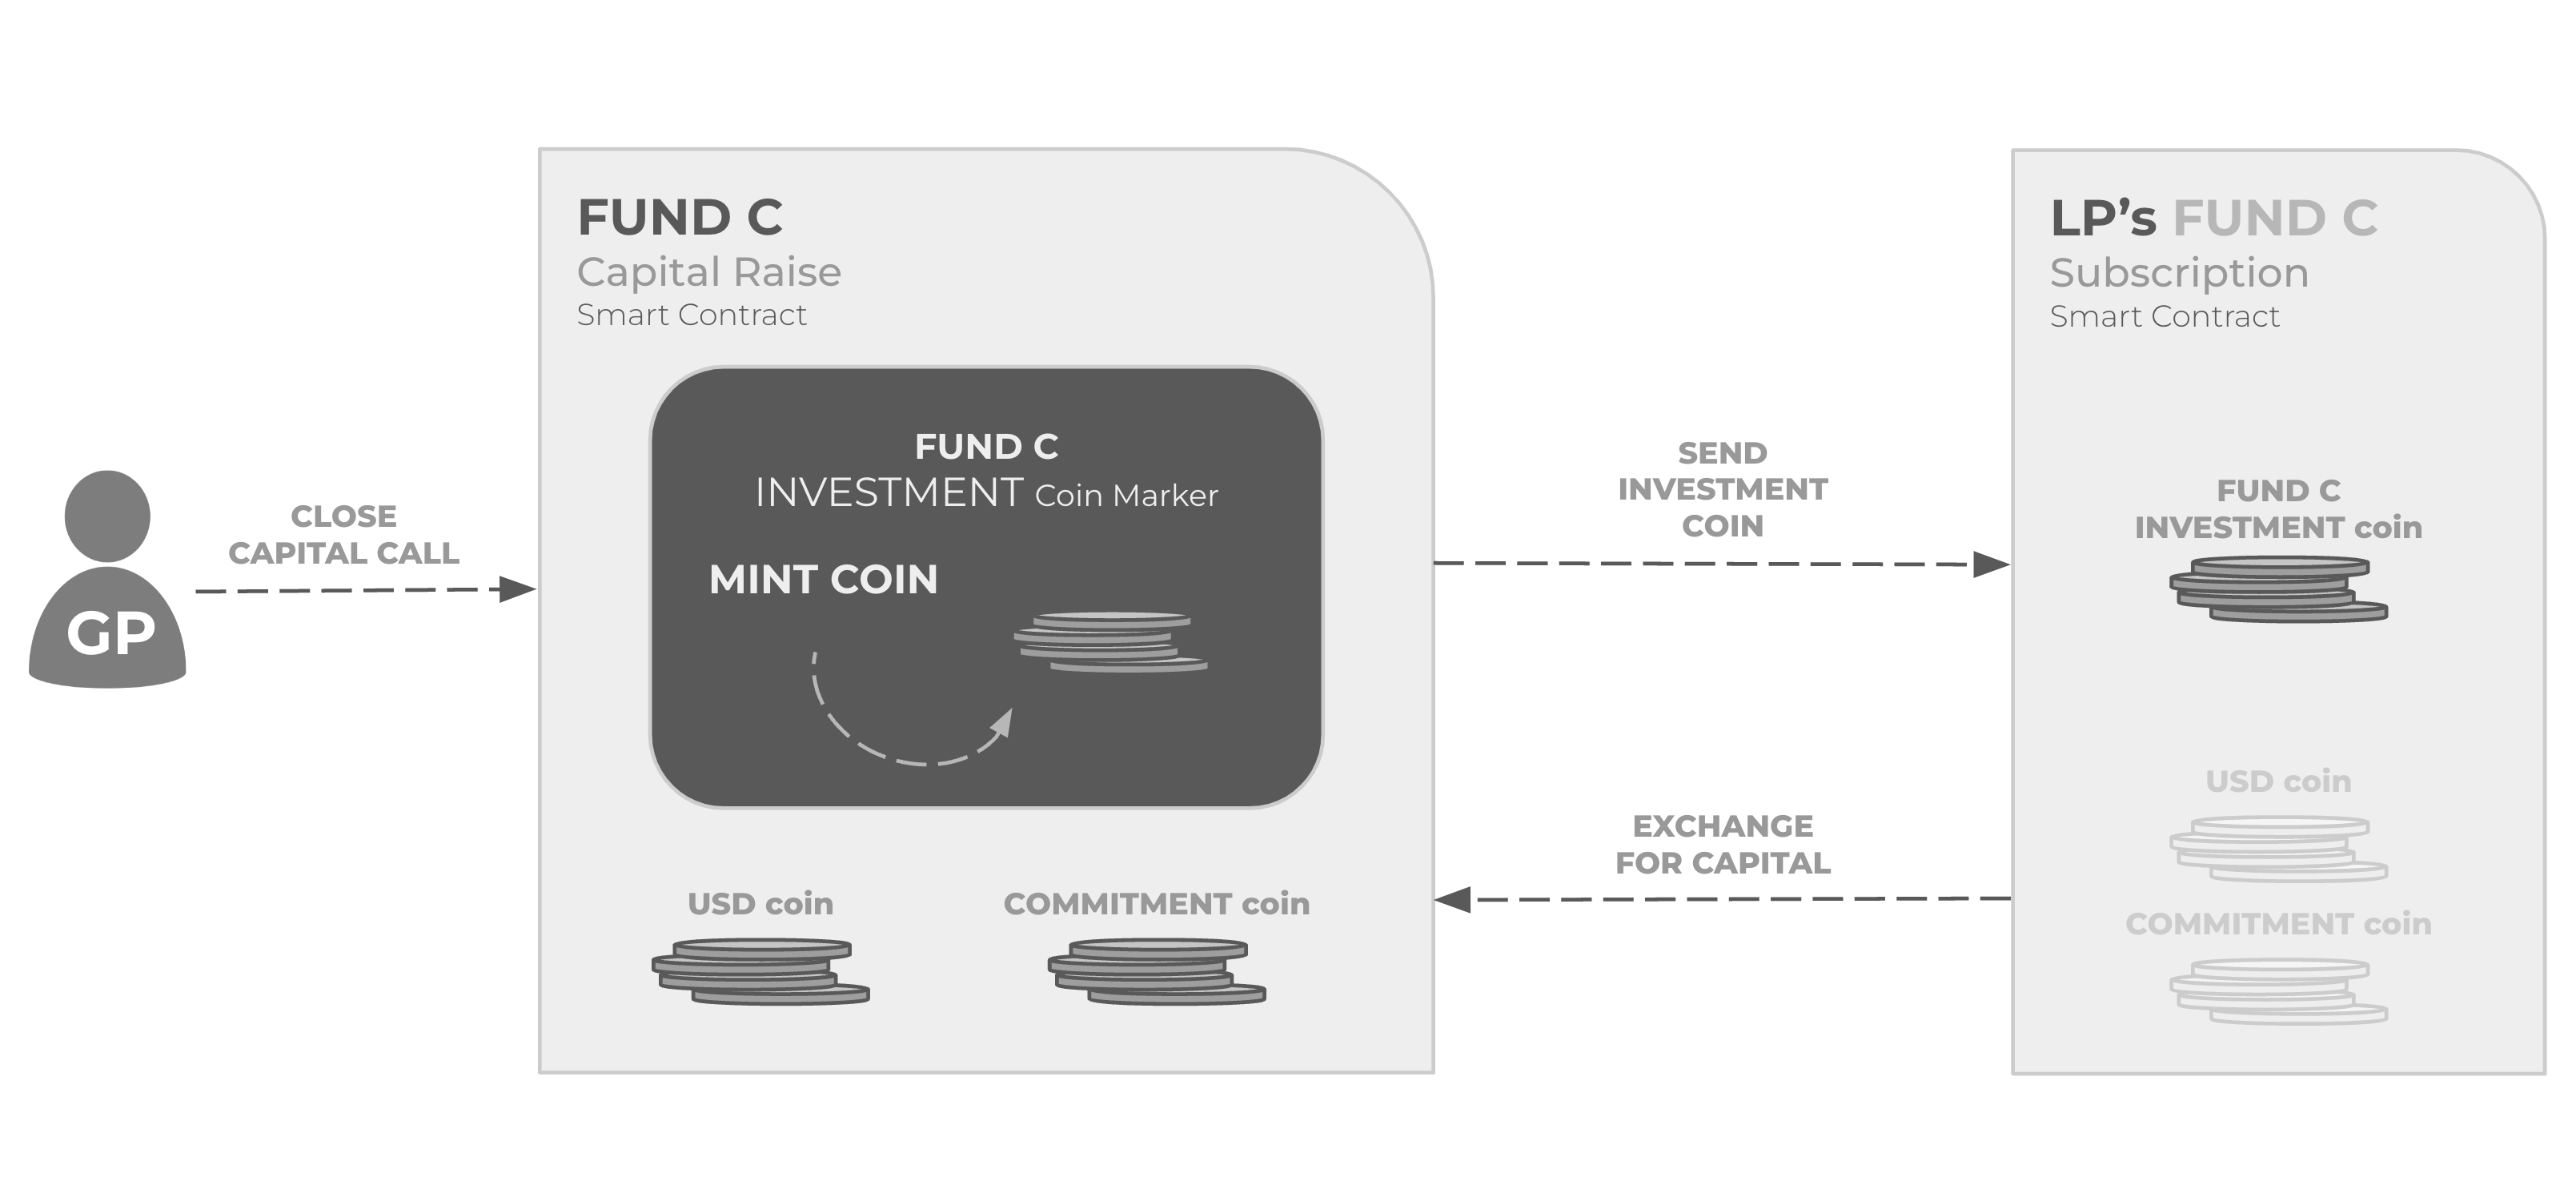 GP
CLOSE
CAPITAL CALL
FUND C
Capital Raise
Smart Contract
FUND C
INVESTMENT Coin Marker
MINT COIN
USD coin
COMMITMENT coin
SEND
INVESTMENT
COIN
EXCHANGE
FOR CAPITAL
LP’s FUND C
Subscription
Smart Contract
FUND C
INVESTMENT coin
USD coin
COMMITMENT coin